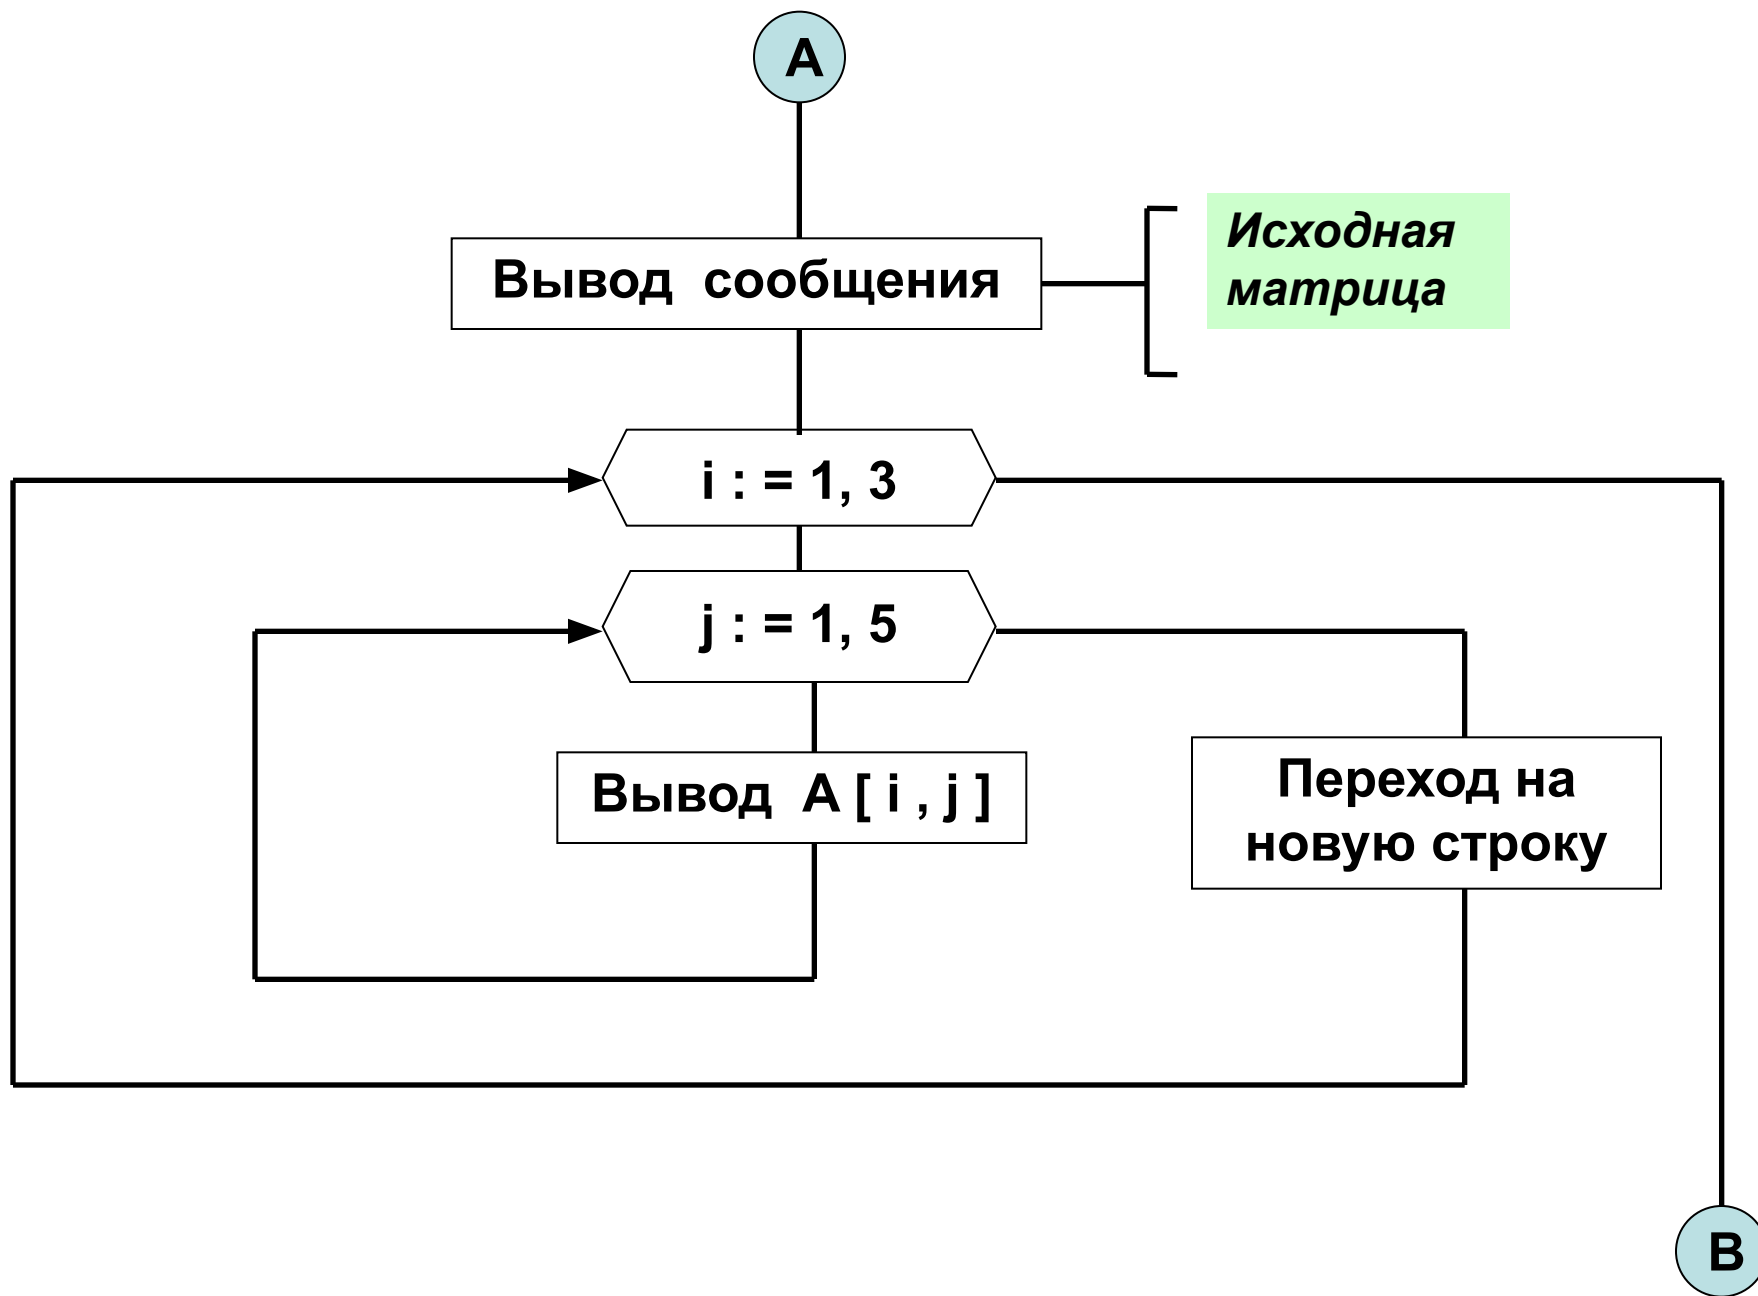 A
Вывод сообщения
Исходная
матрица
i : = 1, 3
j : = 1, 5
Вывод A [ i , j ]
Переход на
новую строку
B